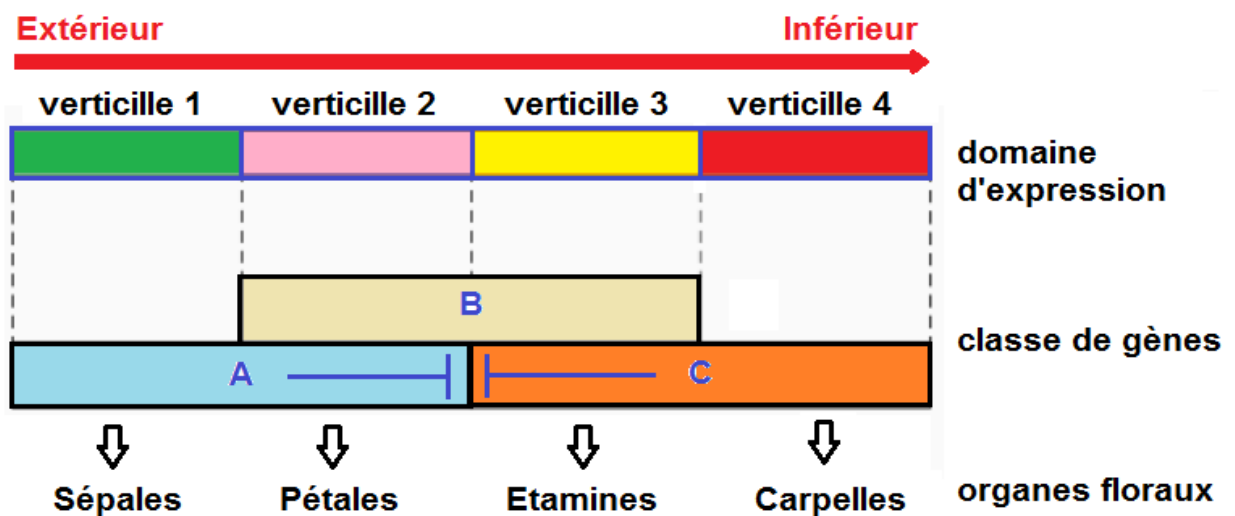 Extérieur Inférieur
verticille 1 verticille 2 verticille 3 verticille 4
domaine
d'expression
B
classe de gènes
A C
Sépales Pétales Etamines Carpelles
organes floraux